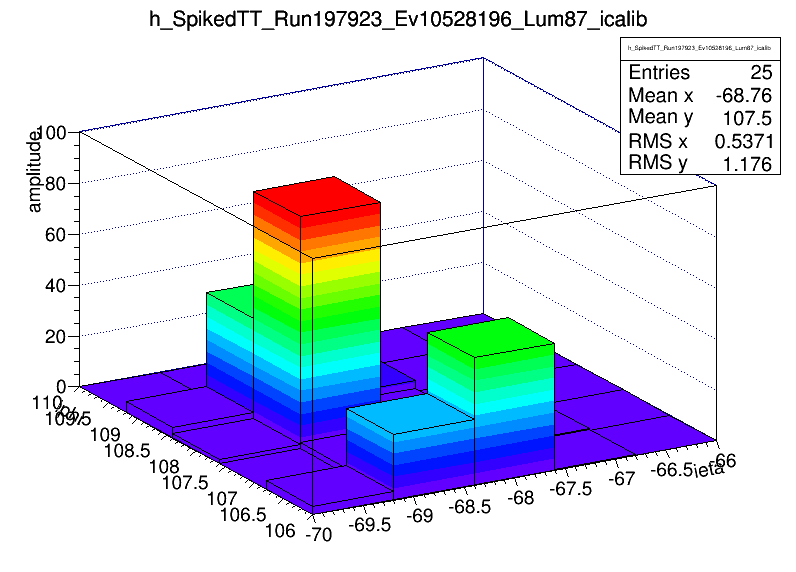 h_SpikedTT_Run197923_Ev10528196_Lum87_icalib
h_SpikedTT_Run197923_Ev10528196_Lum87_icalib
Entries 25
Mean x -68.76
Mean y 107.5
RMS x 0.5371
RMS y 1.176
amplitude
100
80
60
40
20
0
110
109.5
109
108.5
108
107.5
107
106.5
106
iphi
-70
-69.5
-69
-68.5
-68
-67.5
-67
-66.5
-66
ieta